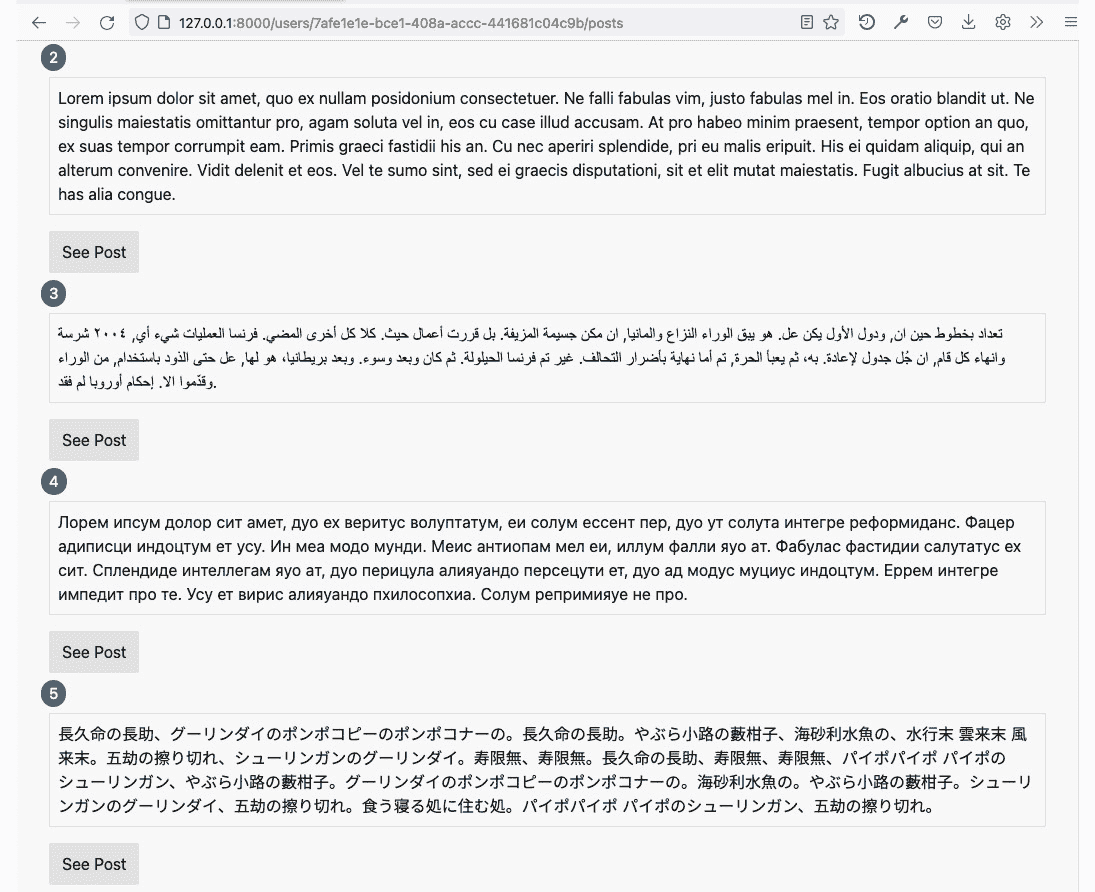 127.0.0.1:8000/users/7afe1e1e-bce1-408a-accc-441681c04c9b/posts
2
Lorem ipsum dolor sit amet, quo ex nullam posidonium consectetuer. Ne falli fabulas vim, justo fabulas mel in. Eos oratio blandit ut. Ne
singulis maiestatis omittantur pro, agam soluta vel in, eos cu case illud accusam. At pro habeo minim praesent, tempor option an quo,
ex suas tempor corrumpit eam. Primis graeci fastidii his an. Cu nec aperiri splendide, pri eu malis eripuit. His ei quidam aliquip, qui an
alterum convenire. Vidit delenit et eos. Vel te sumo sint, sed ei graecis disputationi, sit et elit mutat maiestatis. Fugit albucius at sit. Te
has alia congue.
See Post
3
تعداد بخطوط حين ان, ودول الأول يكن عل. هو يبق الوراء النزاع والمانيا, ان مكن جسيمة المزيفة. بل قررت أعمال حيث. كلا كل أخرى المضي. فرنسا العمليات شيء أي, ٢٠٠٤ شرسة
وانهاء كل قام, ان جُل جدول لإعادة. به، ثم يعبأ الحرة, تم أما نهاية بأضرار التحالف. غير تم فرنسا الحيلولة. ثم كان وبعد وسوء. وبعد بريطانيا، هو لها, عل حتى الذود باستخدام, من الوراء
وقدّموا الا. إحكام أوروبا لم فقد.
See Post
4
Лорем ипсум долор сит амет, дуо ех веритус волуптатум, еи солум ессент пер, дуо ут солута интегре реформиданс. Фацер
адиписци индоцтум ет усу. Ин меа модо мунди. Меис антиопам мел еи, иллум фалли яуо ат. Фабулас фастидии салутатус ех
сит. Сплендиде интеллегам яуо ат, дуо перицула алияуандо персецути ет, дуо ад модус муциус индоцтум. Еррем интегре
импедит про те. Усу ет вирис алияуандо пхилосопхиа. Солум репримияуе не про.
See Post
5
長久命の長助、グーリンダイのポンポコピーのポンポコナーの。長久命の長助。やぶら小路の藪柑子、海砂利水魚の、水行末 雲来末 風
来末。五劫の擦り切れ、シューリンガンのグーリンダイ。寿限無、寿限無。長久命の長助、寿限無、寿限無、パイポパイポ パイポの
シューリンガン、やぶら小路の藪柑子。グーリンダイのポンポコピーのポンポコナーの。海砂利水魚の。やぶら小路の藪柑子。シューリ
ンガンのグーリンダイ、五劫の擦り切れ。食う寝る処に住む処。パイポパイポ パイポのシューリンガン、五劫の擦り切れ。
See Post